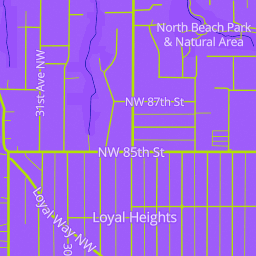 North Beach Park
& Natural Area
31st Ave NW
NW 87th St
NW 85th St
Loyal Heights
Loyal Way NW
30